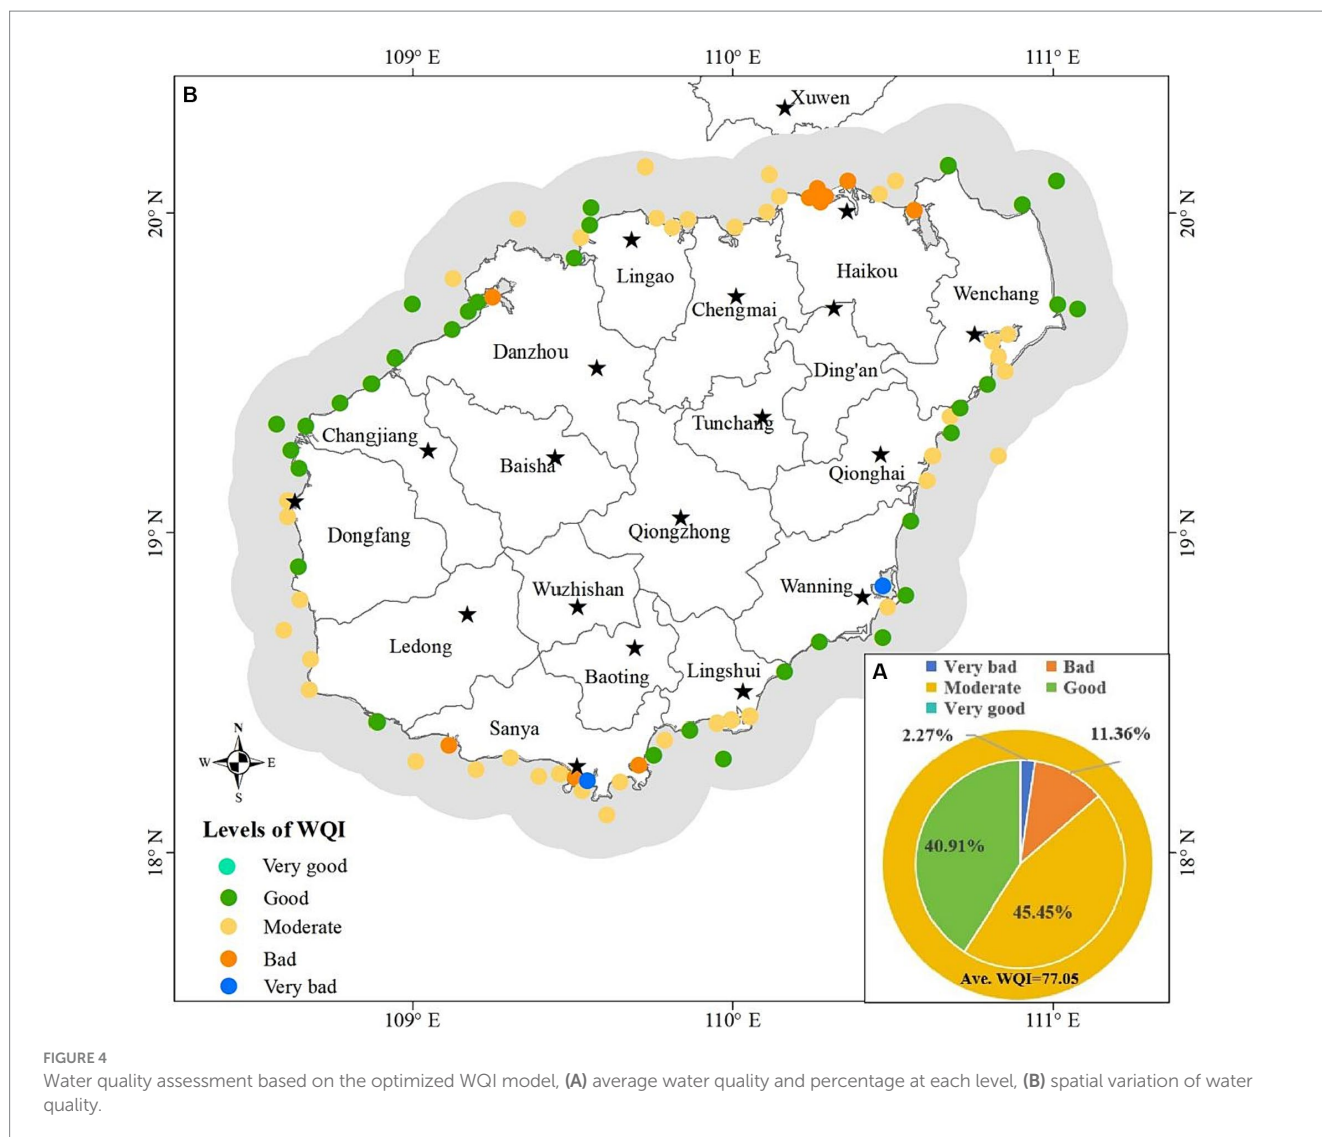 109° E
110° E
111° E
B
Xuwen
20° N
20° N
Lingao
Haikou
Wenchang
Chengmai
Danzhou
Ding'an
Tunchang
Changjiang
Baisha
Qionghai
Dongfang
Qiongzhong
19° N
19° N
Wuzhishan
Wanning
Ledong
Baoting
Lingshui
Sanya
N
W
E
S
Levels of WQI
Very good
Good
Moderate
Bad
Very bad
18° N
18° N
A
Very bad
Bad
Moderate
Good
Very good
2.27%
11.36%
40.91%
45.45%
Ave. WQI=77.05
109° E
110° E
111° E
FIGURE 4
Water quality assessment based on the optimized WQI model, (A) average water quality and percentage at each level, (B) spatial variation of water
quality.